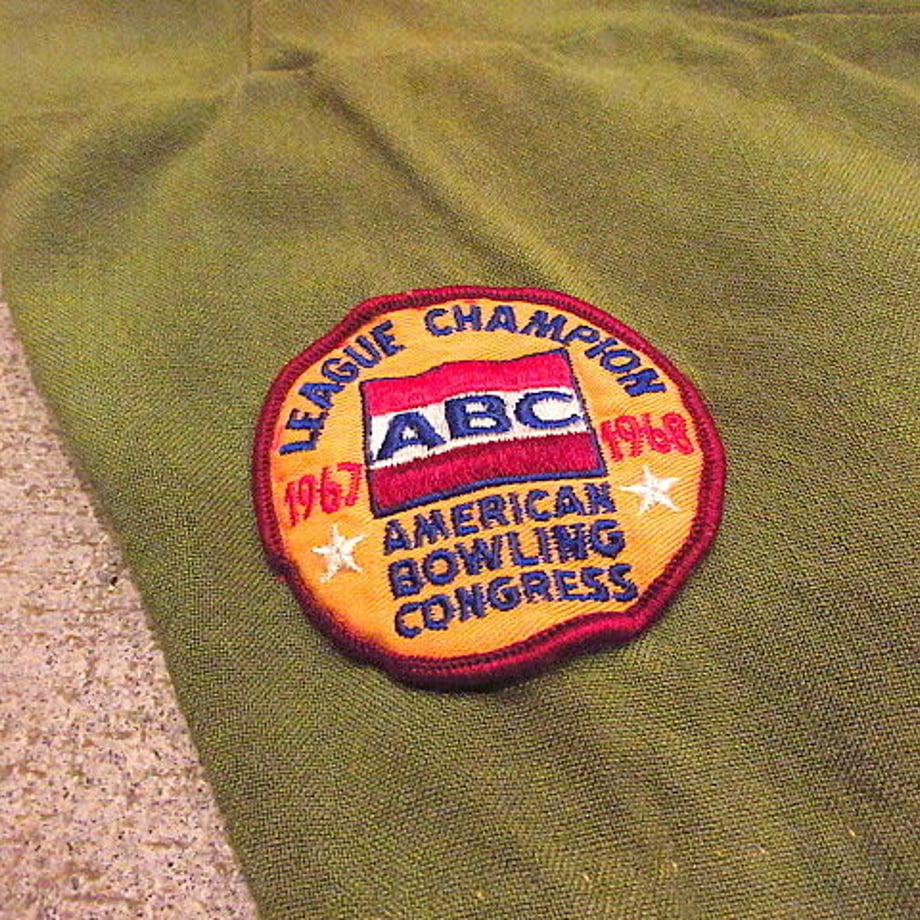 LEAGUE CHAMPION
ABC
1967 1968
AMERICAN
BOWLING
CONGRESS